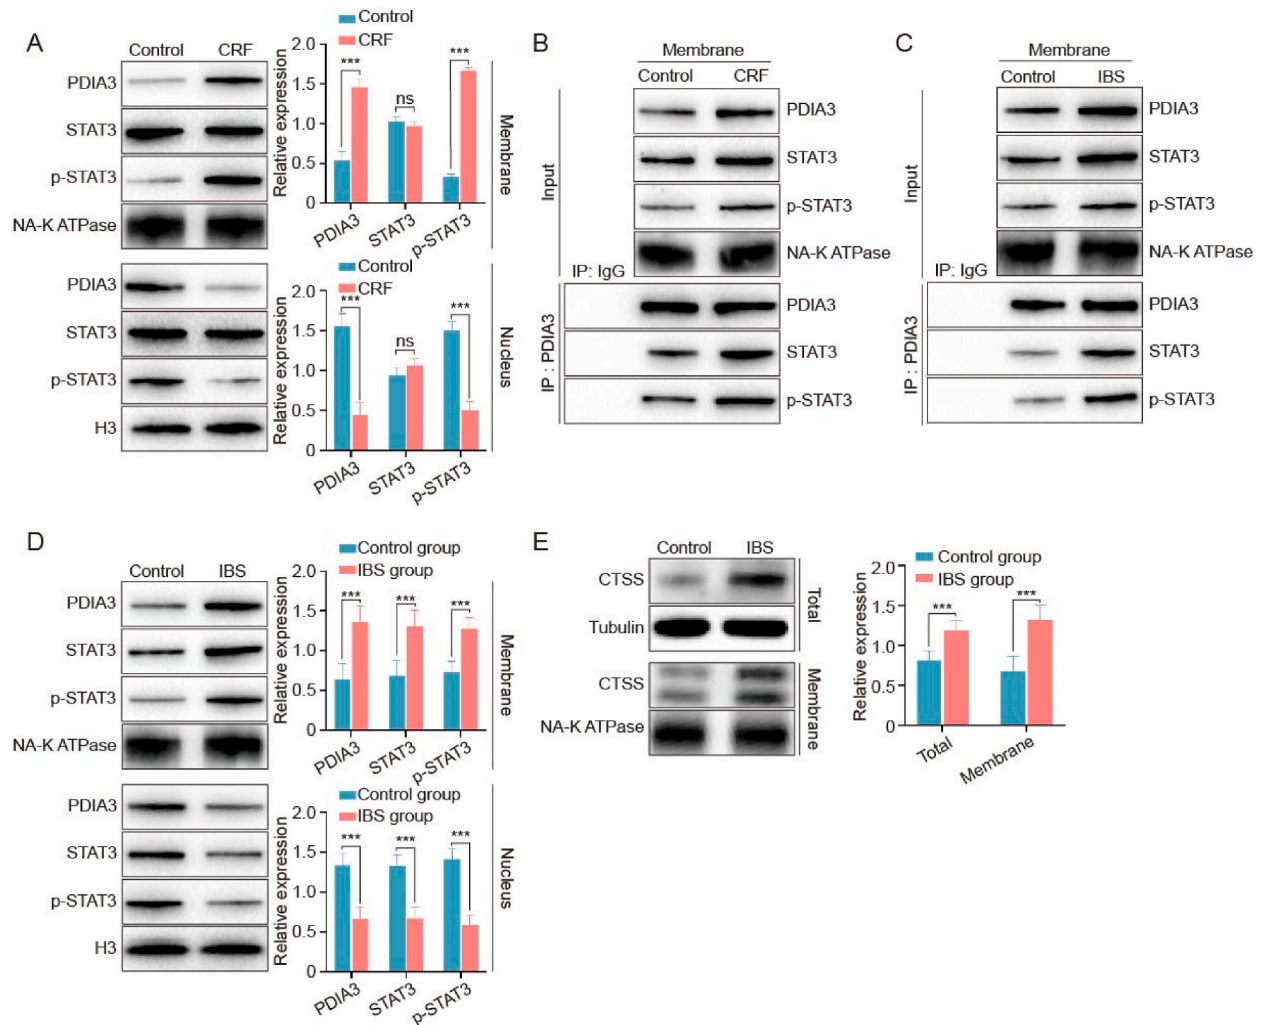 A
Control CRF
PDIA3
STAT3
p-STAT3
NA-K ATPase
PDIA3
STAT3
p-STAT3
H3
Control
CRF
Relative expression
2.0
1.5
1.0
0.5
0
***
ns
***
PDIA3
STAT3
p-STAT3
Membrane
Control
CRF
Relative expression
2.0
1.5
1.0
0.5
0
***
ns
***
PDIA3
STAT3
p-STAT3
Nucleus
B
Membrane
Control CRF
Input
PDIA3
STAT3
p-STAT3
NA-K ATPase
IP: IgG
IP : PDIA3
PDIA3
STAT3
p-STAT3
C
Membrane
Control IBS
Input
PDIA3
STAT3
p-STAT3
NA-K ATPase
IP: IgG
IP : PDIA3
PDIA3
STAT3
p-STAT3
D
Control IBS
PDIA3
STAT3
p-STAT3
NA-K ATPase
PDIA3
STAT3
p-STAT3
H3
Control group
IBS group
Relative expression
2.0
1.5
1.0
0.5
0
***
***
***
PDIA3
STAT3
p-STAT3
Membrane
Control group
IBS group
Relative expression
2.0
1.5
1.0
0.5
0
***
***
***
PDIA3
STAT3
p-STAT3
Nucleus
E
Control IBS
CTSS
Tubulin
Total
CTSS
NA-K ATPase
Membrane
Control group
IBS group
Relative expression
2.0
1.5
1.0
0.5
0
***
***
Total
Membrane